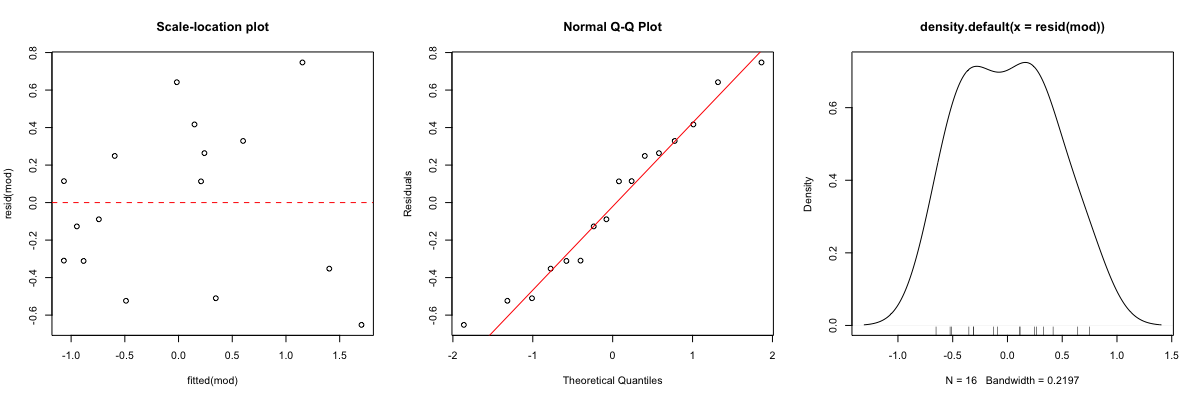 Scale-location plot
resid(mod)
0.8
0.6
0.4
0.2
0.0
-0.2
-0.4
-0.6
-1.0 -0.5 0.0 0.5 1.0 1.5
fitted(mod)
Normal Q-Q Plot
Residuals
0.8
0.6
0.4
0.2
0.0
-0.2
-0.4
-0.6
-2 -1 0 1 2
Theoretical Quantiles
density.default(x = resid(mod))
Density
0.6
0.4
0.2
0.0
-1.0 -0.5 0.0 0.5 1.0 1.5
N = 16 Bandwidth = 0.2197